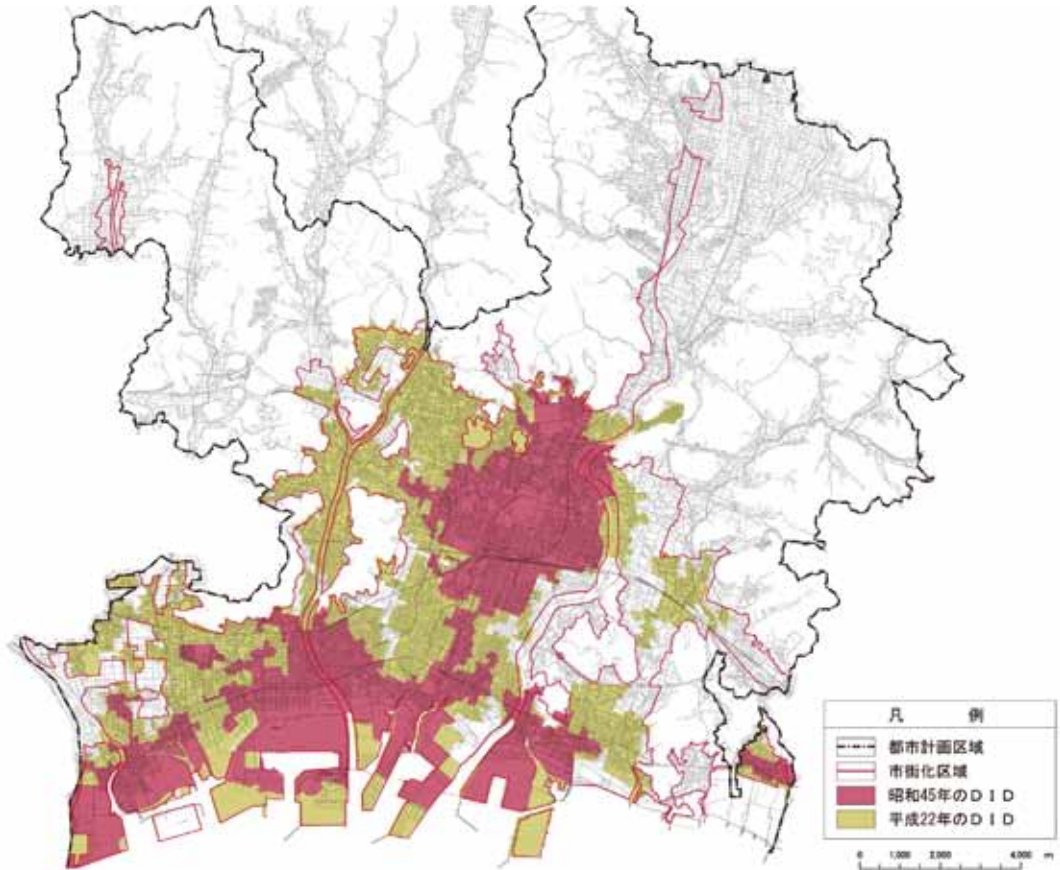 凡 例
都市計画区域
市街化区域
昭和45年のDID
平成22年のDID
0 1,000 2,000 4,000 m